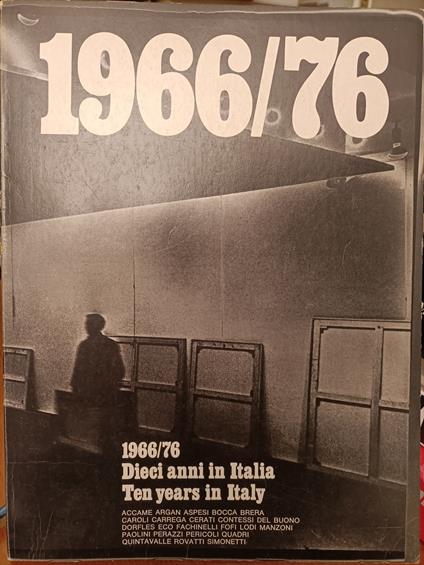 1966/76
1966/76
Dieci anni in Italia
Ten years in Italy
ACCAME ARGAN ASPESI BOCCA BRERA
CAROLI CARREGA CERATI CONTESSI DEL BUONO
DORFLES ECO FACHINELLI FOFI LODI MANZONI
PAOLINI PERAZZI PERICOLI QUADRI
QUINTAVALLE ROVATTI SIMONETTI